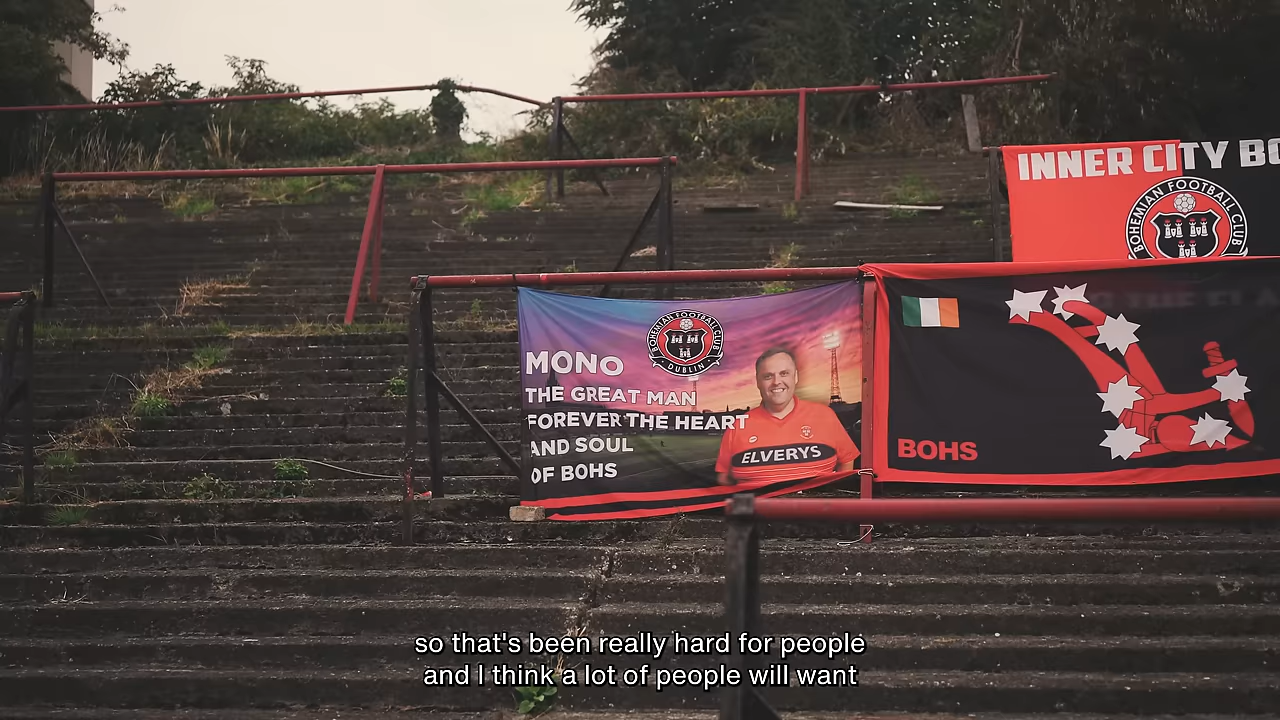 INNER CITY BO
BOHEMIAN FOOTBALL CLUB
BOHEMIAN FOOTBALL CLUB
DUBLIN
MONO
THE GREAT MAN
FOREVER THE HEART
AND SOUL
OF BOHS
ELVERYS
BOHS
so that's been really hard for people
and I think a lot of people will want